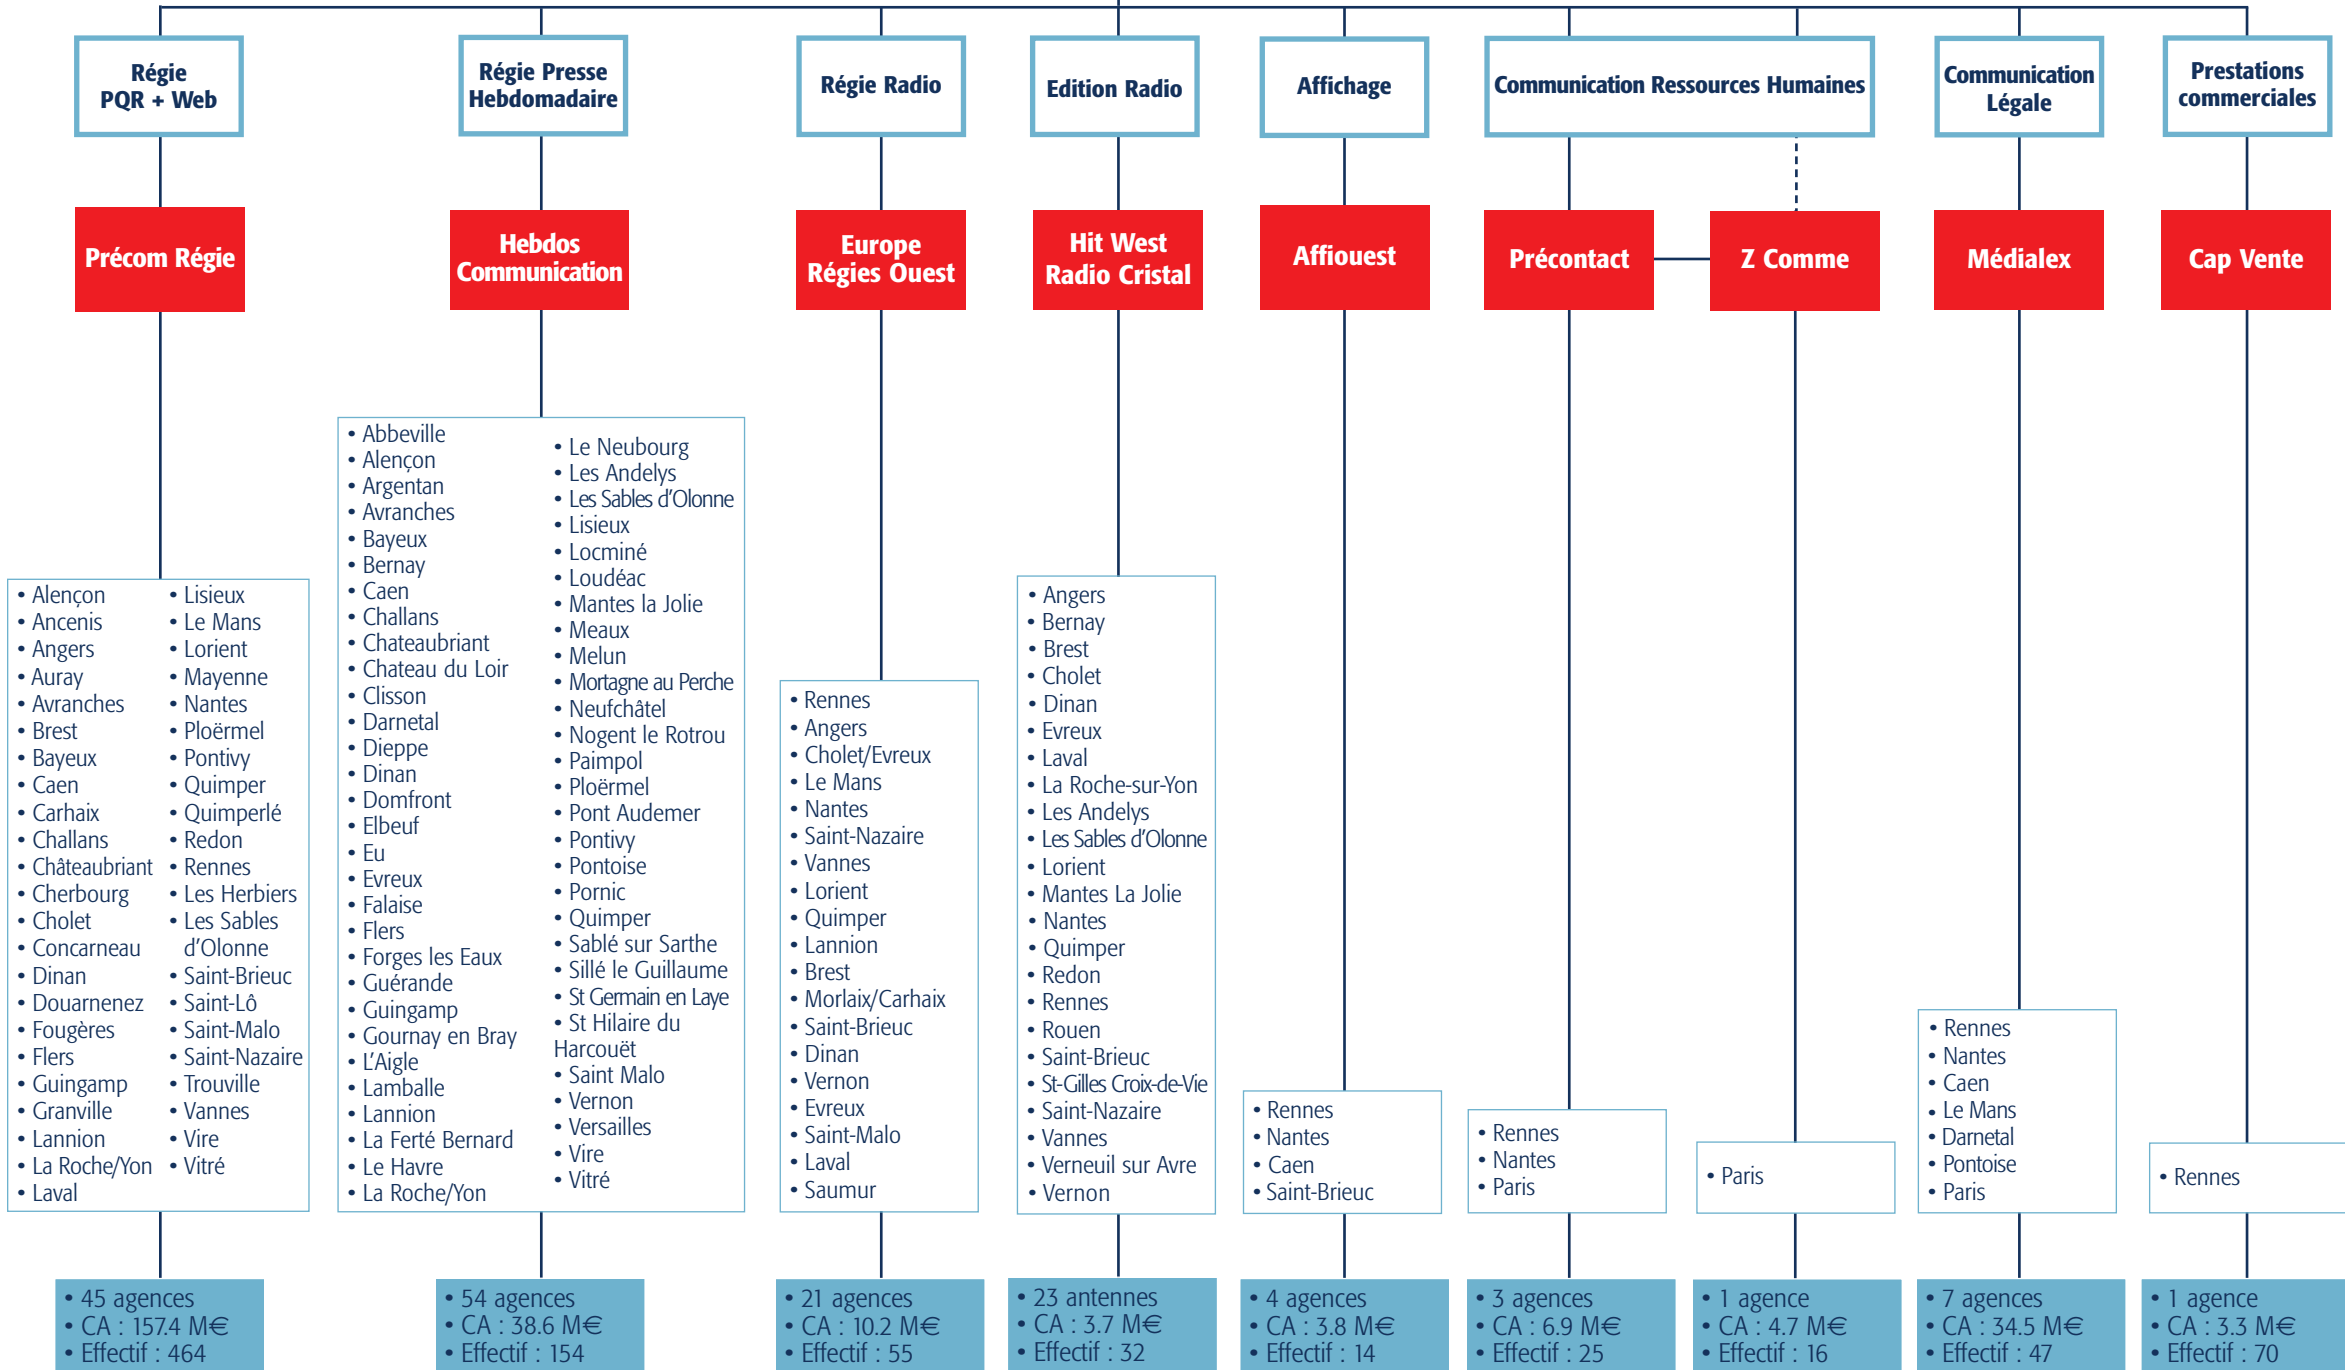 Régie
PQR + Web
Régie Presse
Hebdomadaire
Régie Radio
Edition Radio
Affichage
Communication Ressources Humaines
Communication
Légale
Prestations
commerciales
Précom Régie
Hebdos
Communication
Europe
Régies Ouest
Hit West
Radio Cristal
Affiouest
Précontact
Z Comme
Médialex
Cap Vente
• Alençon
• Ancenis
• Angers
• Auray
• Avranches
• Brest
• Bayeux
• Caen
• Carhaix
• Challans
• Châteaubriant
• Cherbourg
• Cholet
• Concarneau
• Dinan
• Douarnenez
• Fougères
• Flers
• Guingamp
• Granville
• Lannion
• La Roche/Yon
• Laval
• Lisieux
• Le Mans
• Lorient
• Mayenne
• Nantes
• Ploërmel
• Pontivy
• Quimper
• Quimperlé
• Redon
• Rennes
• Les Herbiers
• Les Sables
d'Olonne
• Saint-Brieuc
• Saint-Lô
• Saint-Malo
• Saint-Nazaire
• Trouville
• Vannes
• Vire
• Vitré
• Abbeville
• Alençon
• Argentan
• Avranches
• Bayeux
• Bernay
• Caen
• Challans
• Chateaubriant
• Chateau du Loir
• Clisson
• Darnetal
• Dieppe
• Dinan
• Domfront
• Elbeuf
• Eu
• Evreux
• Falaise
• Flers
• Forges les Eaux
• Guérande
• Guingamp
• Gournay en Bray
• L'Aigle
• Lamballe
• Lannion
• La Ferté Bernard
• Le Havre
• La Roche/Yon
• Le Neubourg
• Les Andelys
• Les Sables d'Olonne
• Lisieux
• Locminé
• Loudéac
• Mantes la Jolie
• Meaux
• Melun
• Mortagne au Perche
• Neufchâtel
• Nogent le Rotrou
• Paimpol
• Ploërmel
• Pont Audemer
• Pontivy
• Pontoise
• Pornic
• Quimper
• Sablé sur Sarthe
• Sillé le Guillaume
• St Germain en Laye
• St Hilaire du
Harcouët
• Saint Malo
• Vernon
• Versailles
• Vire
• Vitré
• Rennes
• Angers
• Cholet/Evreux
• Le Mans
• Nantes
• Saint-Nazaire
• Vannes
• Lorient
• Quimper
• Lannion
• Brest
• Morlaix/Carhaix
• Saint-Brieuc
• Dinan
• Vernon
• Evreux
• Saint-Malo
• Laval
• Saumur
• Angers
• Bernay
• Brest
• Cholet
• Dinan
• Evreux
• Laval
• La Roche-sur-Yon
• Les Andelys
• Les Sables d'Olonne
• Lorient
• Mantes La Jolie
• Nantes
• Quimper
• Redon
• Rennes
• Rouen
• Saint-Brieuc
• St-Gilles Croix-de-Vie
• Saint-Nazaire
• Vannes
• Verneuil sur Avre
• Vernon
• Rennes
• Nantes
• Caen
• Saint-Brieuc
• Rennes
• Nantes
• Paris
• Paris
• Rennes
• Nantes
• Caen
• Le Mans
• Darnetal
• Pontoise
• Paris
• Rennes
• 45 agences
• CA : 157.4 M€
• Effectif : 464
• 54 agences
• CA : 38.6 M€
• Effectif : 154
• 21 agences
• CA : 10.2 M€
• Effectif : 55
• 23 antennes
• CA : 3.7 M€
• Effectif : 32
• 4 agences
• CA : 3.8 M€
• Effectif : 14
• 3 agences
• CA : 6.9 M€
• Effectif : 25
• 1 agence
• CA : 4.7 M€
• Effectif : 16
• 7 agences
• CA : 34.5 M€
• Effectif : 47
• 1 agence
• CA : 3.3 M€
• Effectif : 70